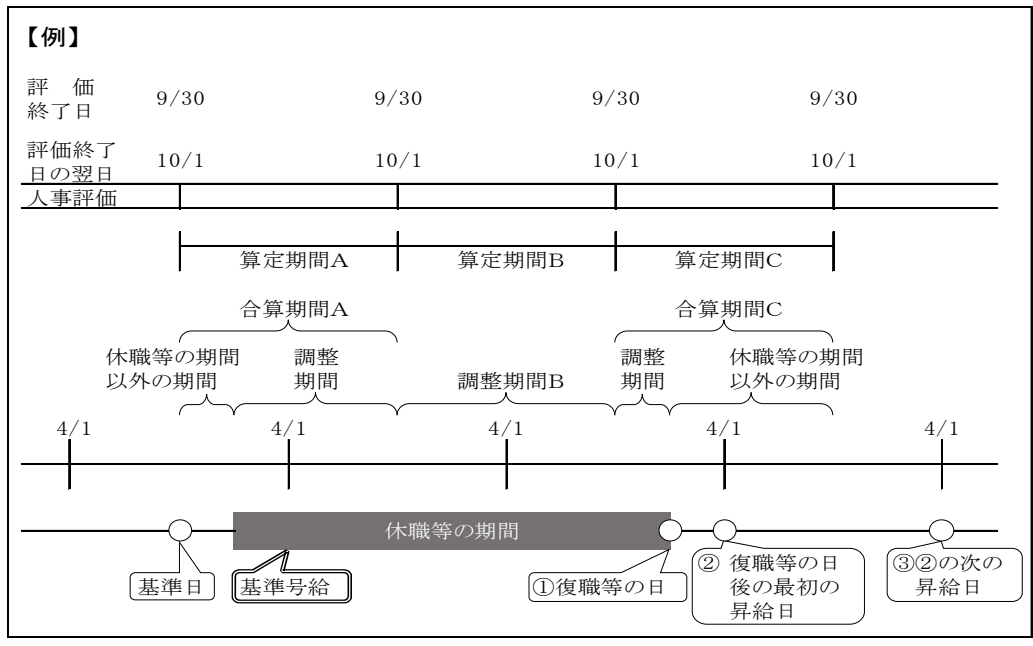 【例】
評　価
終了日
9/30
9/30
9/30
9/30
評価終了
日の翌日
10/1
10/1
10/1
10/1
人事評価
算定期間A
算定期間B
算定期間C
合算期間A
合算期間C
休職等の期間
以外の期間
調整
期間
調整期間B
調整
期間
休職等の期間
以外の期間
4/1
4/1
4/1
4/1
4/1
休職等の期間
基準日
基準号給
①復職等の日
② 復職等の日
後の最初の
昇給日
③②の次の
昇給日